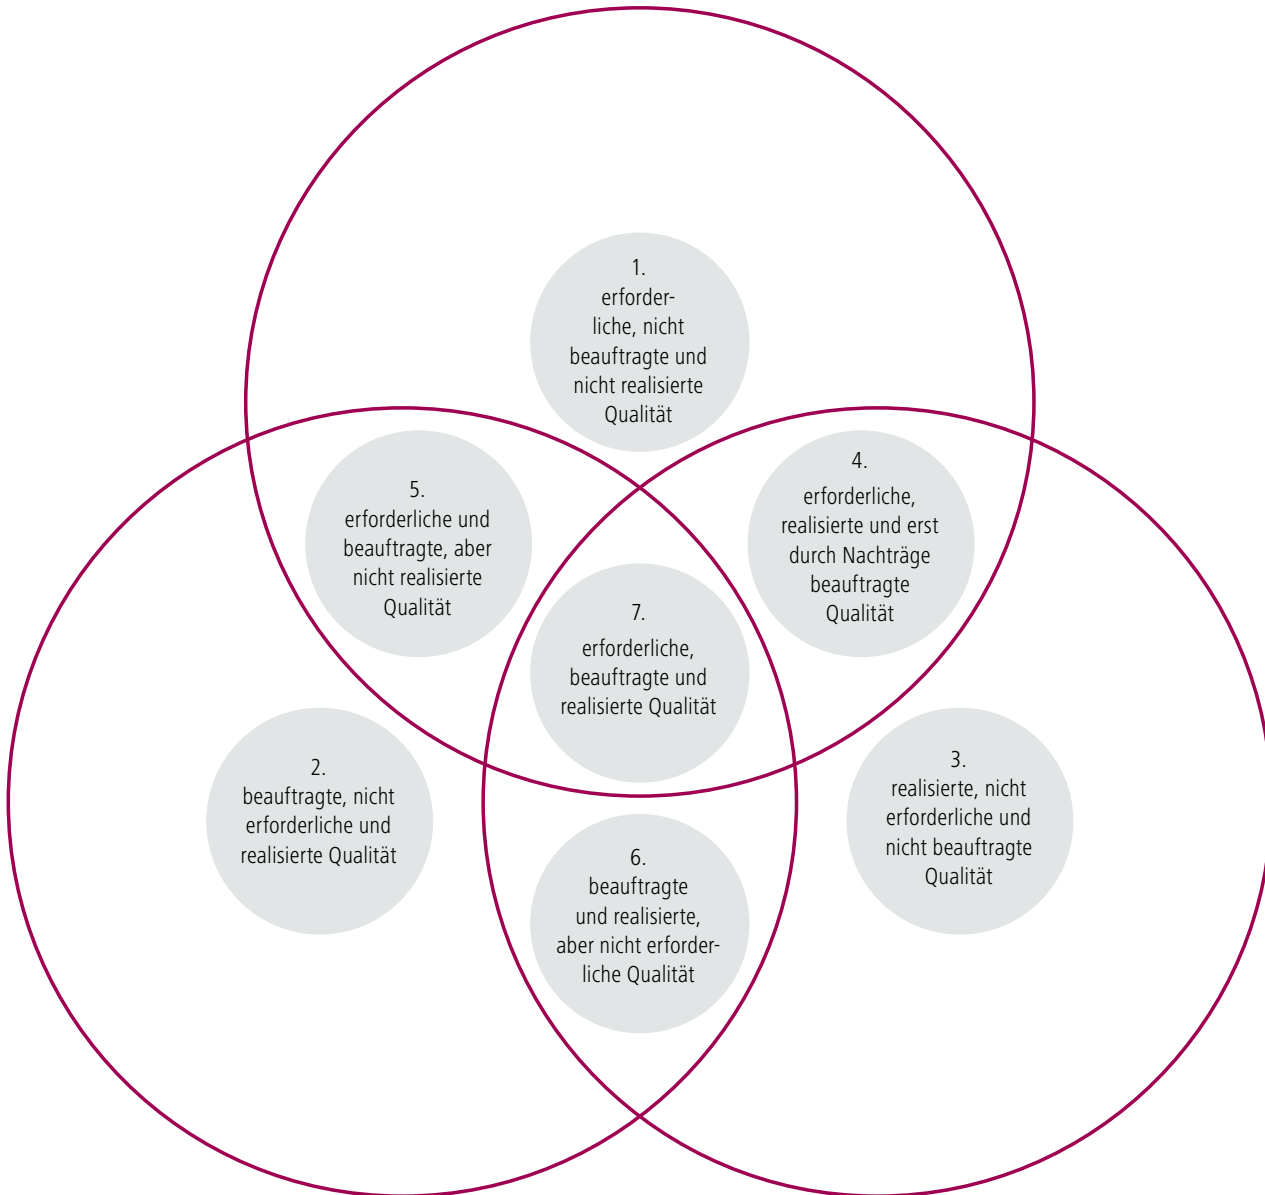 1.
erforder-
liche, nicht
beauftragte und
nicht realisierte
Qualität
5.
erforderliche und
beauftragte, aber
nicht realisierte
Qualität
4.
erforderliche,
realisierte und erst
durch Nachträge
beauftragte
Qualität
7.
erforderliche,
beauftragte und
realisierte Qualität
2.
beauftragte, nicht
erforderliche und
realisierte Qualität
3.
realisierte, nicht
erforderliche und
nicht beauftragte
Qualität
6.
beauftragte
und realisierte,
aber nicht erforder-
liche Qualität